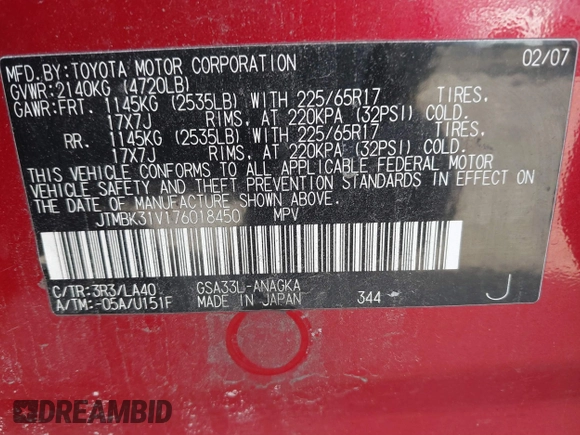 MFD.BY:TOYOTA MOTOR CORPORATION 02/07
GVWR:2140KG (4720LB)
GAWR:FRT. 1145KG (2535LB) WITH 225/65R17 TIRES,
17X7J RIMS, AT 220KPA (32PSI) COLD.
RR. 1145KG (2535LB) WITH 225/65R17 TIRES,
17X7J RIMS, AT 220KPA (32PSI) COLD.
THIS VEHICLE CONFORMS TO ALL APPLICABLE FEDERAL MOTOR
VEHICLE SAFETY AND THEFT PREVENTION STANDARDS IN EFFECT ON
THE DATE OF MANUFACTURE SHOWN ABOVE.
JTMBK31V176018450 MPV
C/TR:3R3/LA40 GSA33L-ANAGKA
A/TM:-05A/U151F MADE IN JAPAN 344 J
DREAMBID